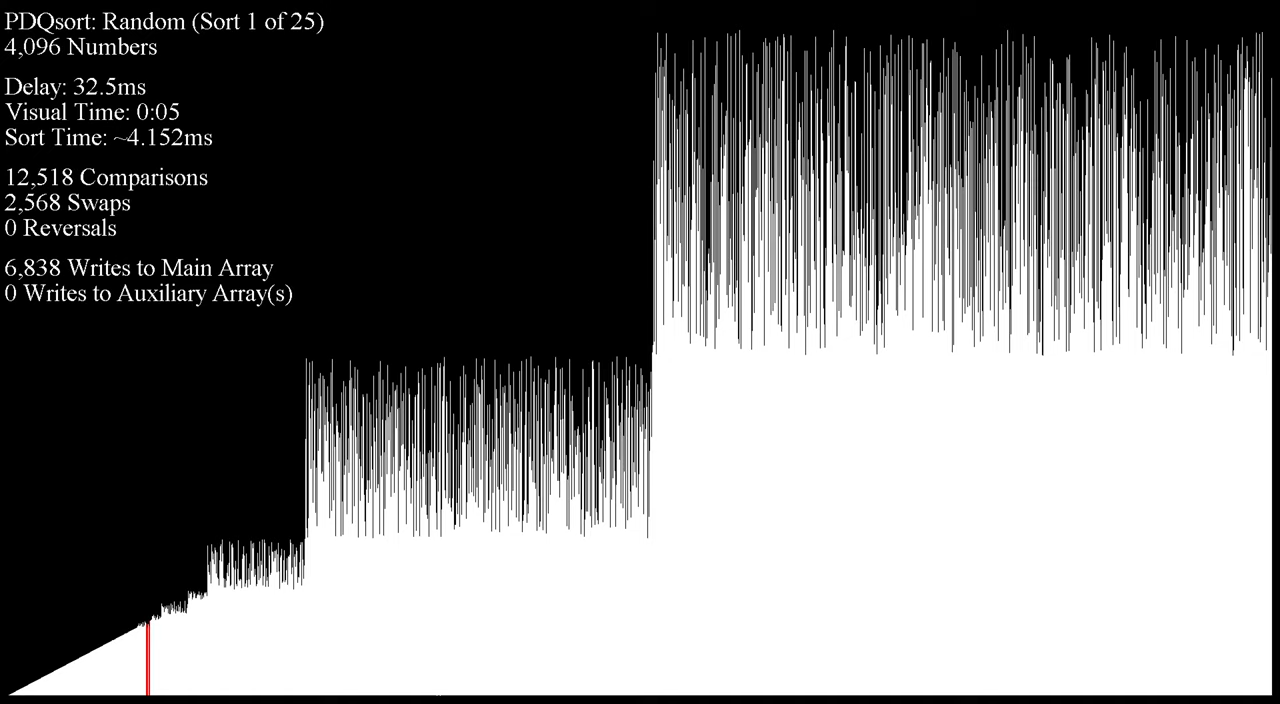 PDQsort: Random (Sort 1 of 25)
4,096 Numbers
Delay: 32.5ms
Visual Time: 0:05
Sort Time: ~4.152ms
12,518 Comparisons
2,568 Swaps
0 Reversals
6,838 Writes to Main Array
0 Writes to Auxiliary Array(s)